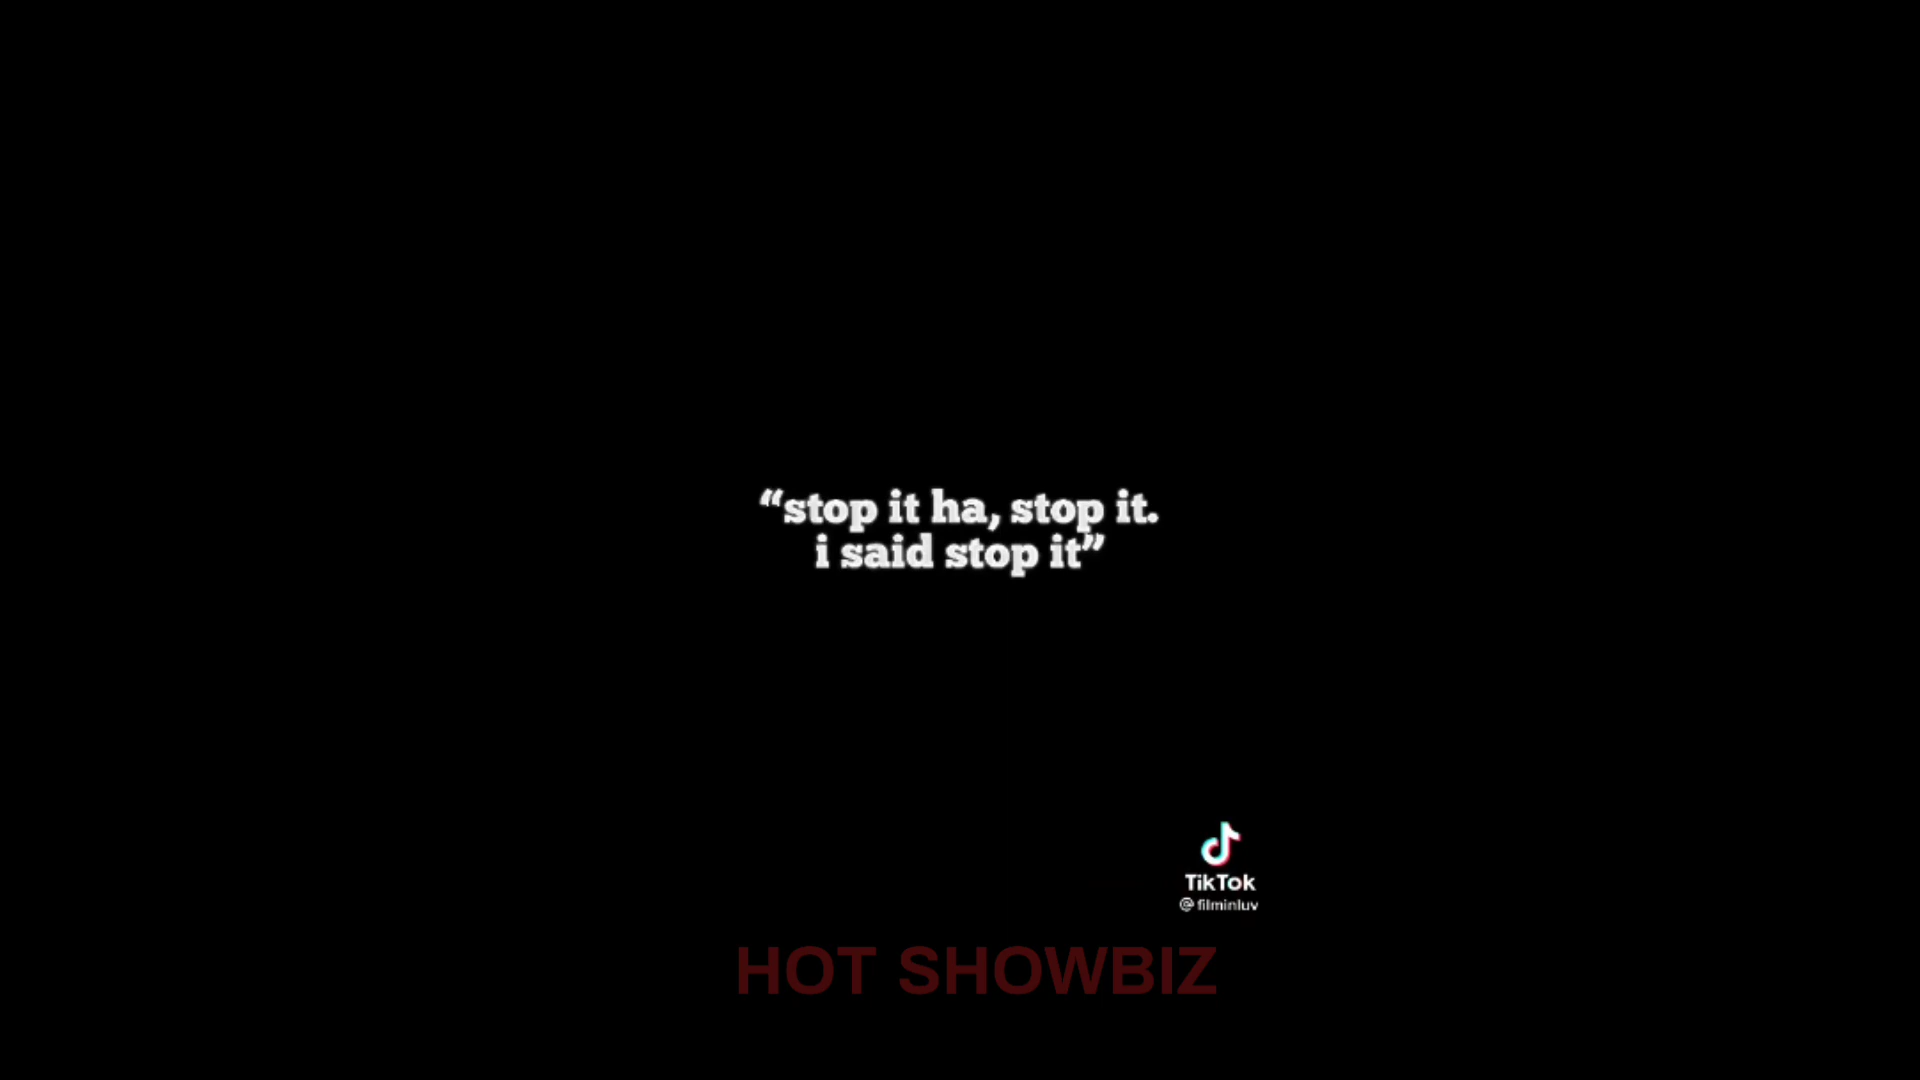 “stop it ha, stop it.
i said stop it”
TikTok
@filminluv
HOT SHOWBIZ